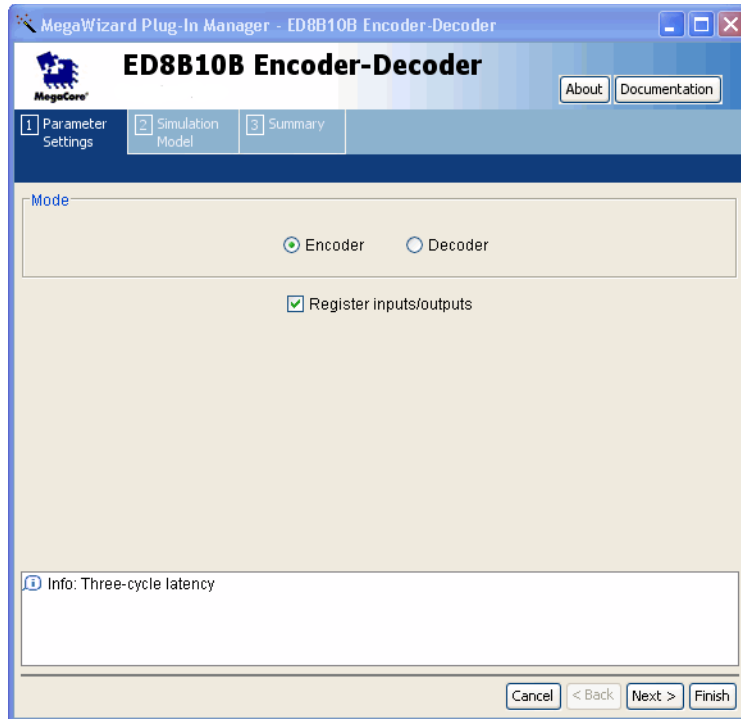 MegaWizard Plug-In Manager - ED8B10B Encoder-Decoder
ED8B10B Encoder-Decoder
MegaCore®
About
Documentation
1 Parameter
Settings
2 Simulation
Model
3 Summary
Mode
Encoder
Decoder
Register inputs/outputs
Info: Three-cycle latency
Cancel
< Back
Next >
Finish